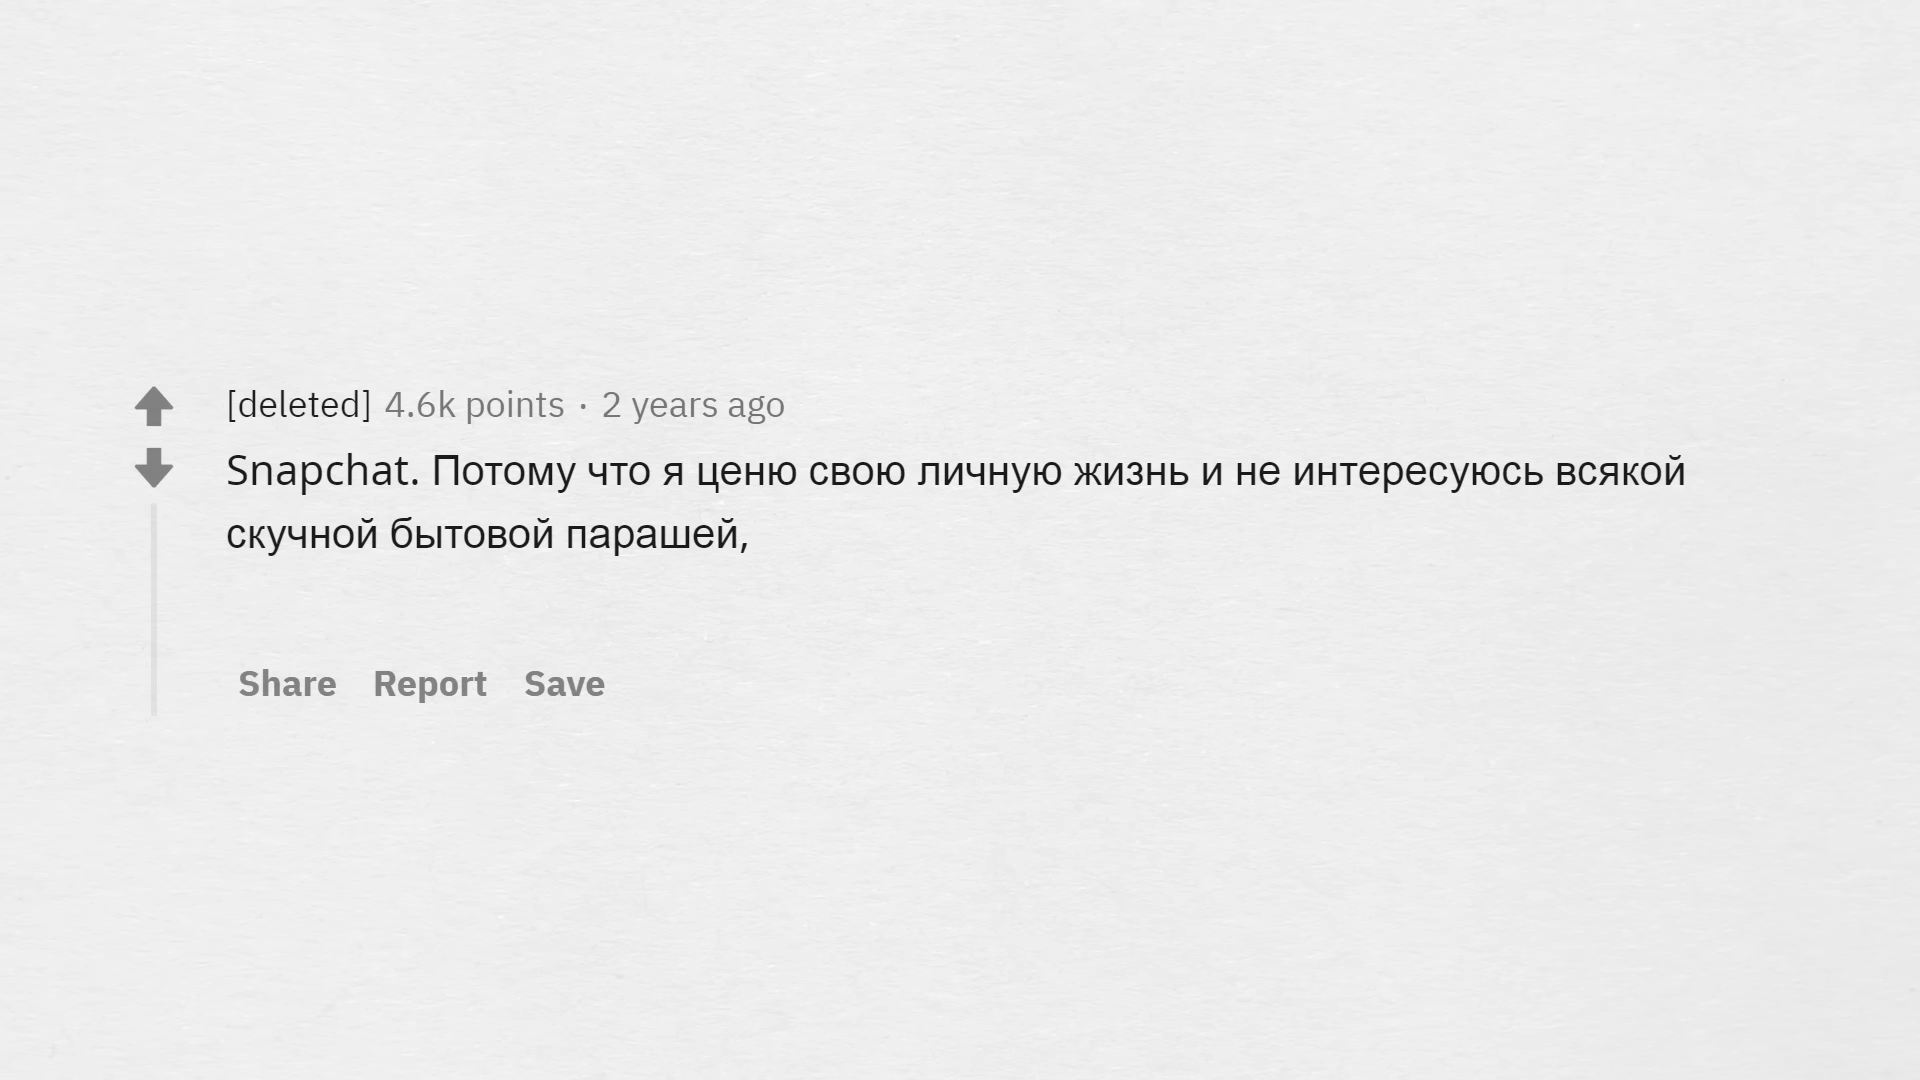 [deleted] 4.6k points · 2 years ago
Snapchat. Потому что я ценю свою личную жизнь и не интересуюсь всякой
скучной бытовой парашей,
Share Report Save